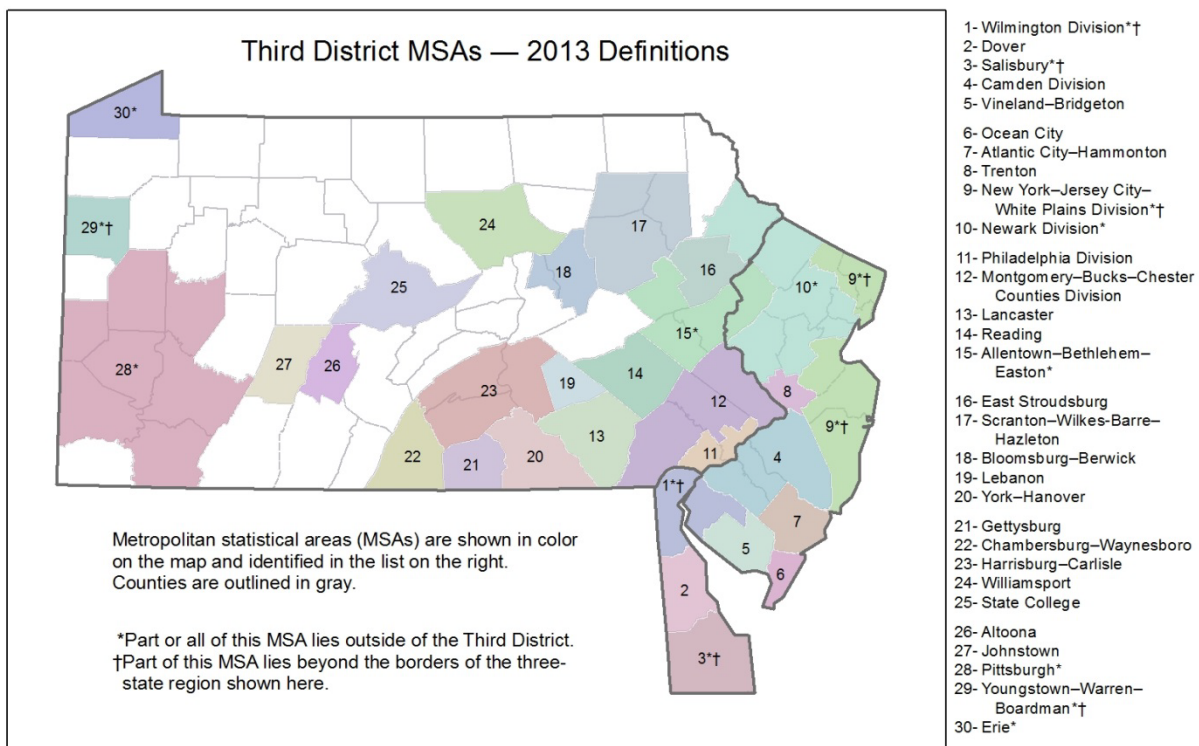 Third District MSAs — 2013 Definitions
30*
29*†
24
17
18
16
25
10*
9*†
15*
28*
27
26
23
19
14
8
12
13
9*†
22
21
20
11
4
1*†
7
5
6
2
3*†
Metropolitan statistical areas (MSAs) are shown in color
on the map and identified in the list on the right.
Counties are outlined in gray.
*Part or all of this MSA lies outside of the Third District.
†Part of this MSA lies beyond the borders of the three-
state region shown here.
1- Wilmington Division*†
2- Dover
3- Salisbury*†
4- Camden Division
5- Vineland–Bridgeton
6- Ocean City
7- Atlantic City–Hammonton
8- Trenton
9- New York–Jersey City–
White Plains Division*†
10- Newark Division*
11- Philadelphia Division
12- Montgomery–Bucks–Chester
Counties Division
13- Lancaster
14- Reading
15- Allentown–Bethlehem–
Easton*
16- East Stroudsburg
17- Scranton–Wilkes-Barre–
Hazleton
18- Bloomsburg–Berwick
19- Lebanon
20- York–Hanover
21- Gettysburg
22- Chambersburg–Waynesboro
23- Harrisburg–Carlisle
24- Williamsport
25- State College
26- Altoona
27- Johnstown
28- Pittsburgh*
29- Youngstown–Warren–
Boardman*†
30- Erie*